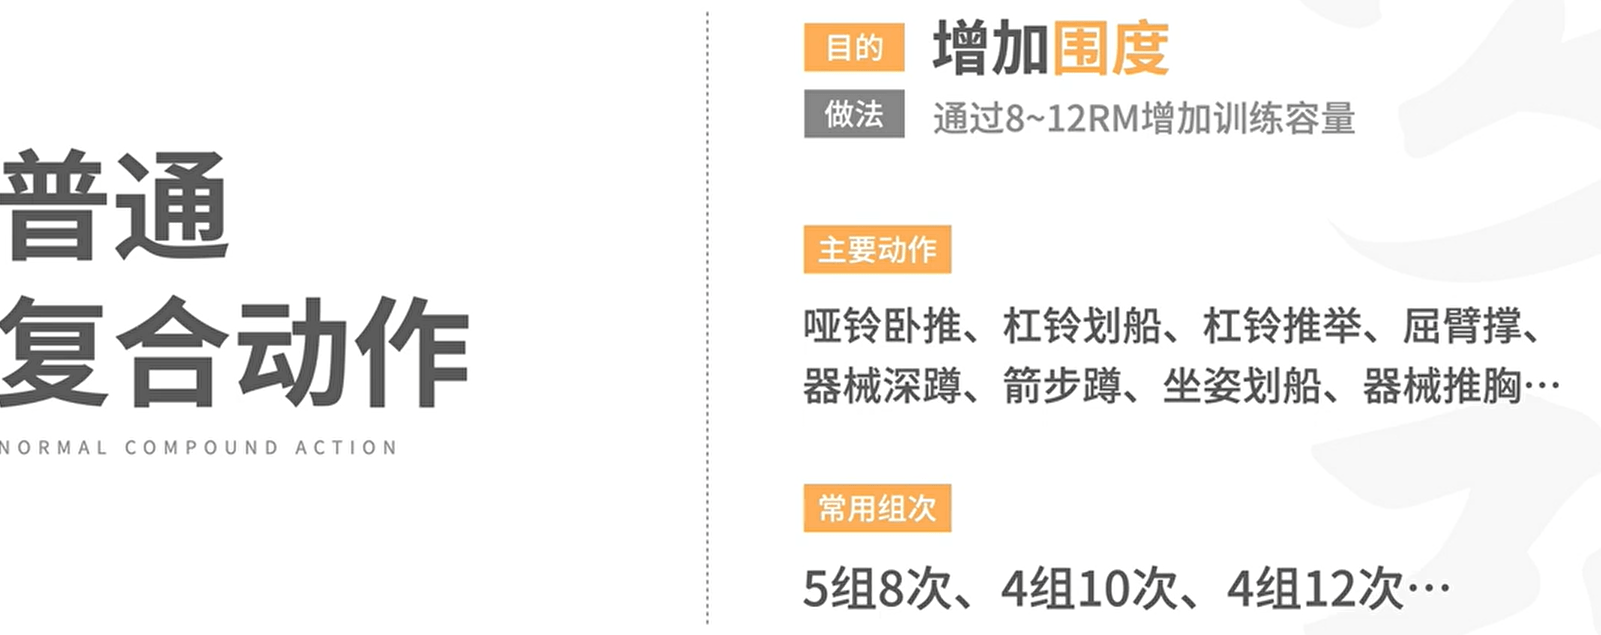 普通
复合动作
NORMAL COMPOUND ACTION
目的 增加围度
做法 通过8~12RM增加训练容量
主要动作
哑铃卧推、杠铃划船、杠铃推举、屈臂撑、
器械深蹲、箭步蹲、坐姿划船、器械推胸…
常用组次
5组8次、4组10次、4组12次…